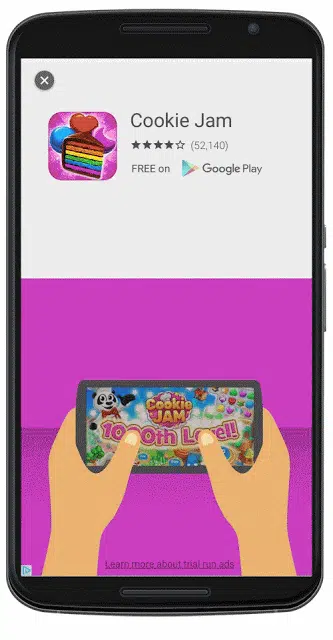 Cookie Jam
(52,140)
FREE on Google Play
Cookie
JAM
1000th Level!
Learn more about trial run ads